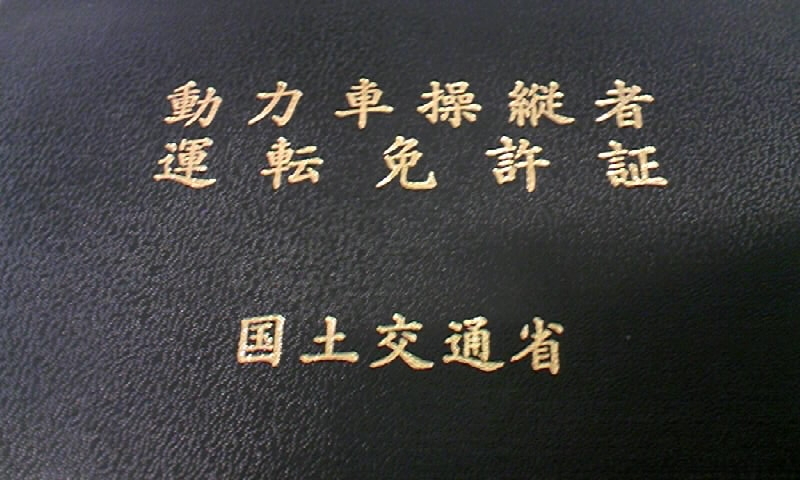 動力車操縦者
運転免許証
国土交通省